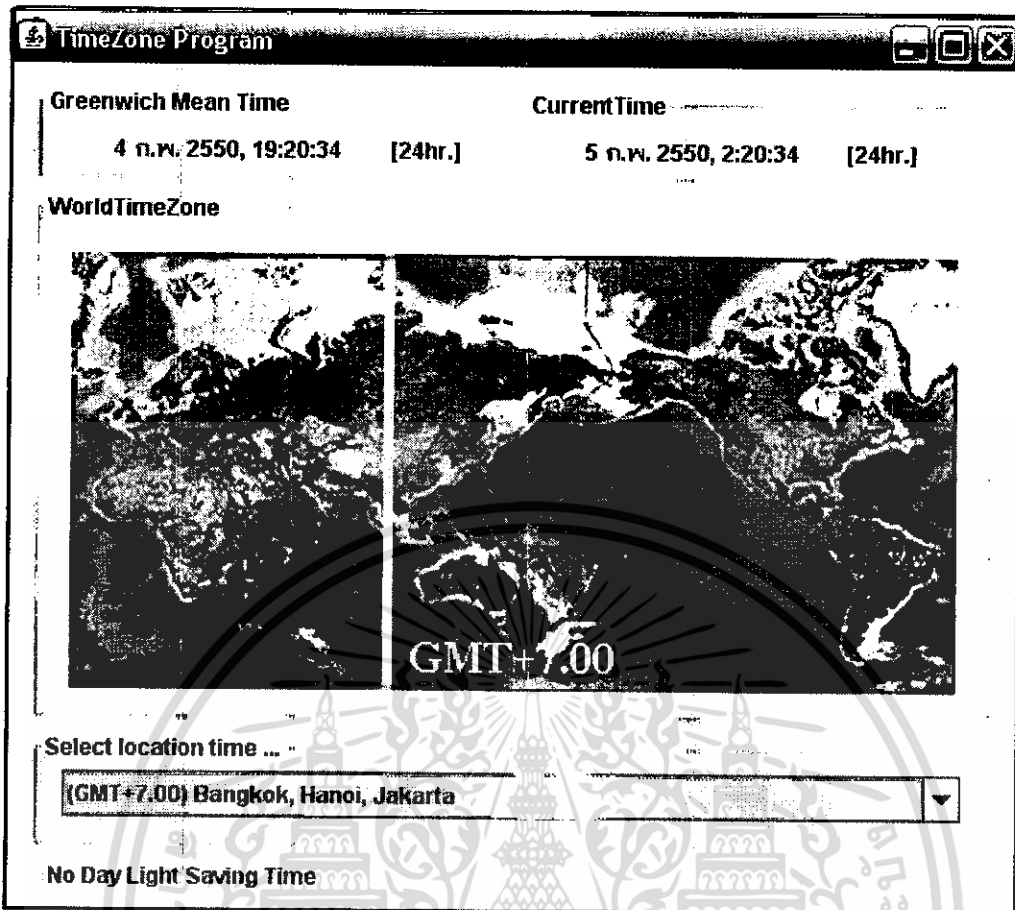 TimeZone Program
Greenwich Mean Time CurrentTime
4 ก.พ. 2550, 19:20:34 [24hr.] 5 ก.พ. 2550, 2:20:34 [24hr.]
WorldTimeZone
GMT+7.00
Select location time ...
(GMT+7.00) Bangkok, Hanoi, Jakarta
No Day Light Saving Time